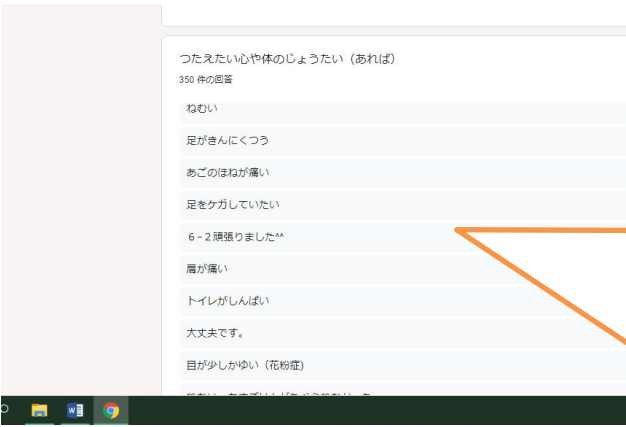 つたえたい心や体のじょうたい（あれば）
350 件の回答
ねむい
足がきんにくつう
あごのほねが痛い
足をケガしていたい
６－２頑張りました^^
肩が痛い
トイレがしんぱい
大丈夫です。
目が少しかゆい（花粉症)